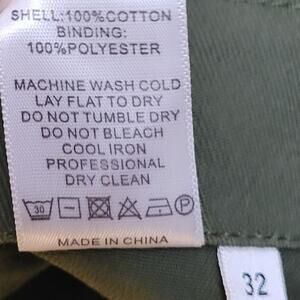 SHELL:100%COTTON
BINDING:
100%POLYESTER
MACHINE WASH COLD
LAY FLAT TO DRY
DO NOT TUMBLE DRY
DO NOT BLEACH
COOL IRON
PROFESSIONAL
DRY CLEAN
30 P
MADE IN CHINA
32